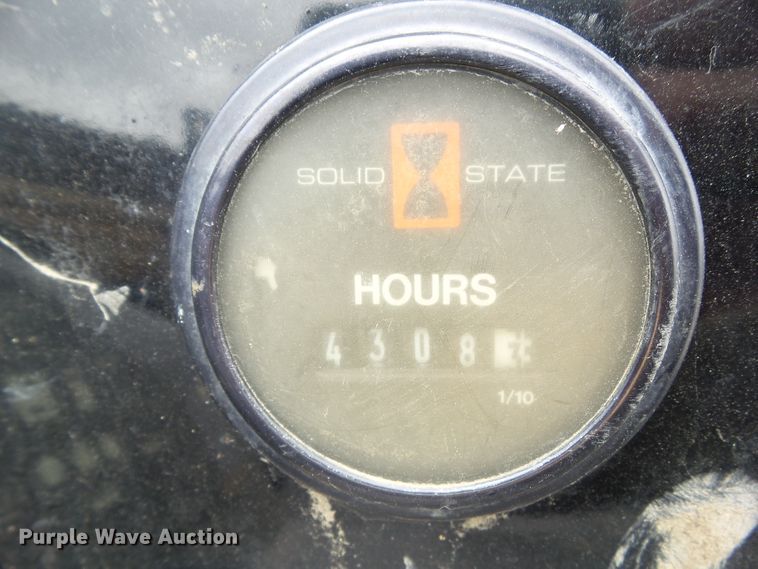 SOLID STATE
HOURS
4308
1/10
Purple Wave Auction